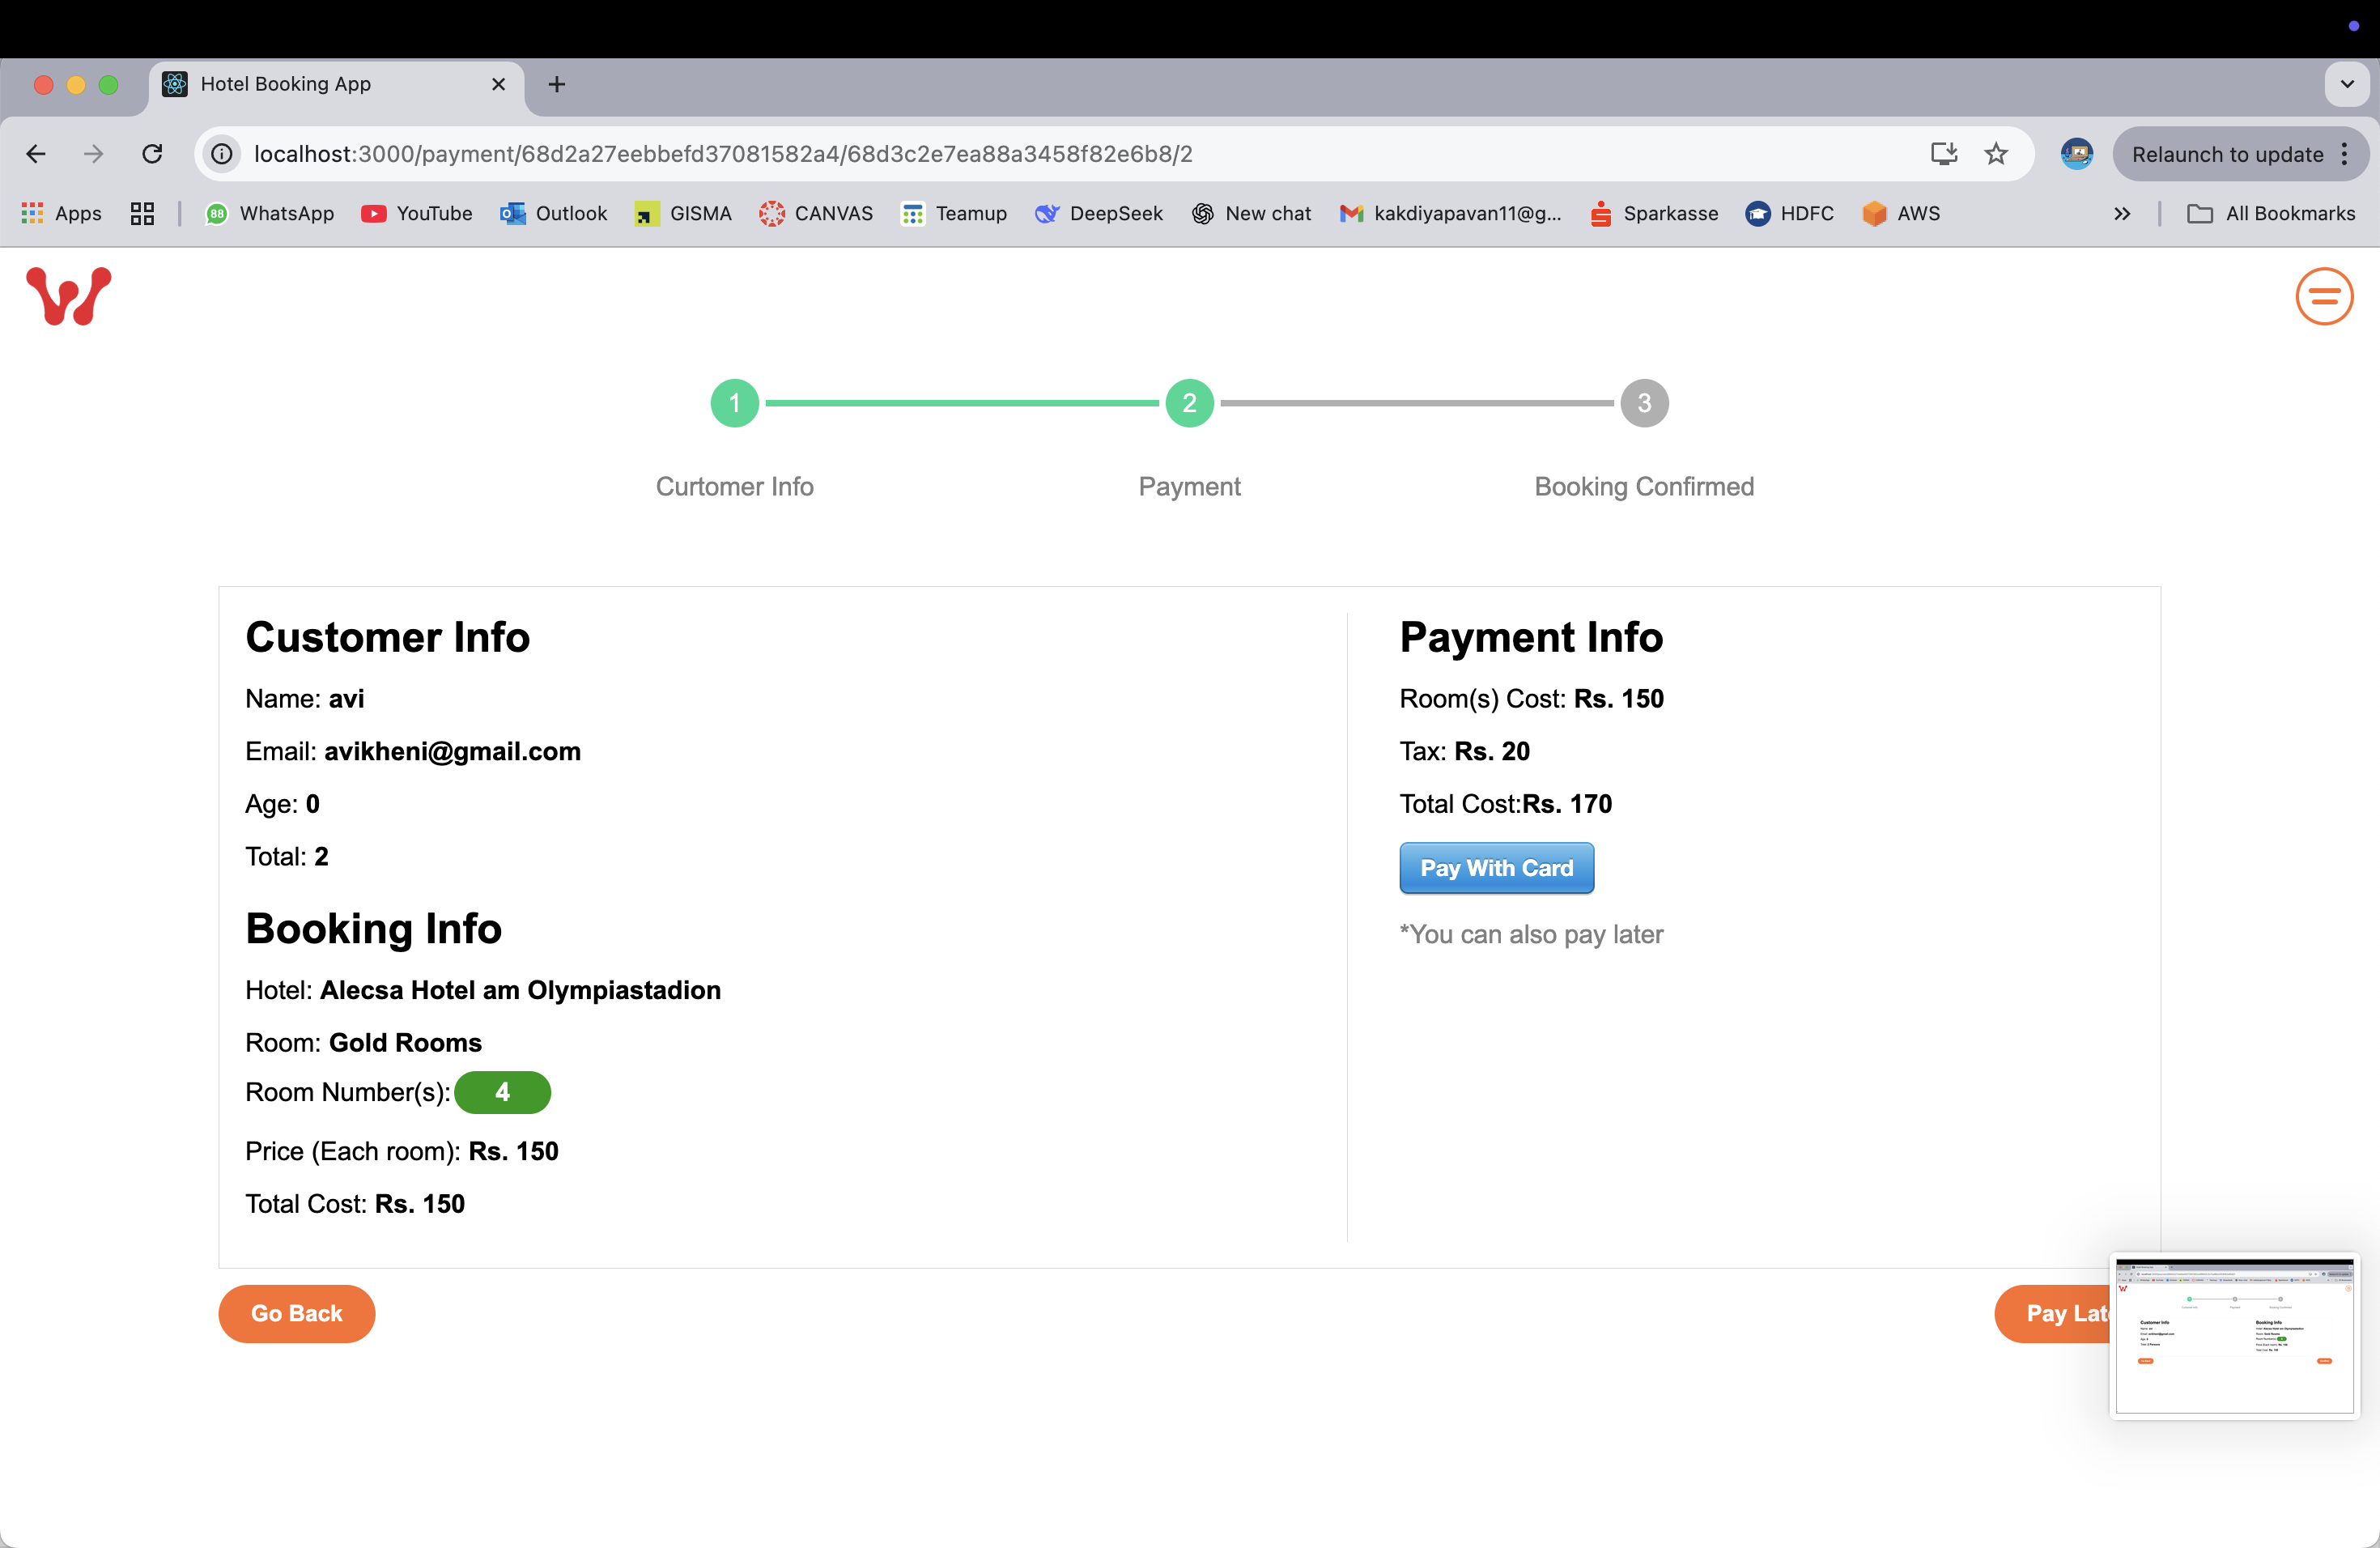 Hotel Booking App
localhost:3000/payment/68d2a27eebbefd37081582a4/68d3c2e7ea88a3458f82e6b8/2
Relaunch to update
Apps
88
WhatsApp
YouTube
Outlook
GISMA
CANVAS
Teamup
DeepSeek
New chat
kakdiyapavan11@g...
Sparkasse
HDFC
AWS
All Bookmarks
1
2
3
Curtomer Info
Payment
Booking Confirmed
Customer Info
Name: avi
Email: avikheni@gmail.com
Age: 0
Total: 2
Booking Info
Hotel: Alecsa Hotel am Olympiastadion
Room: Gold Rooms
Room Number(s): 4
Price (Each room): Rs. 150
Total Cost: Rs. 150
Payment Info
Room(s) Cost: Rs. 150
Tax: Rs. 20
Total Cost:Rs. 170
Pay With Card
*You can also pay later
Go Back
Pay Lat
Customer Info
Booking Info